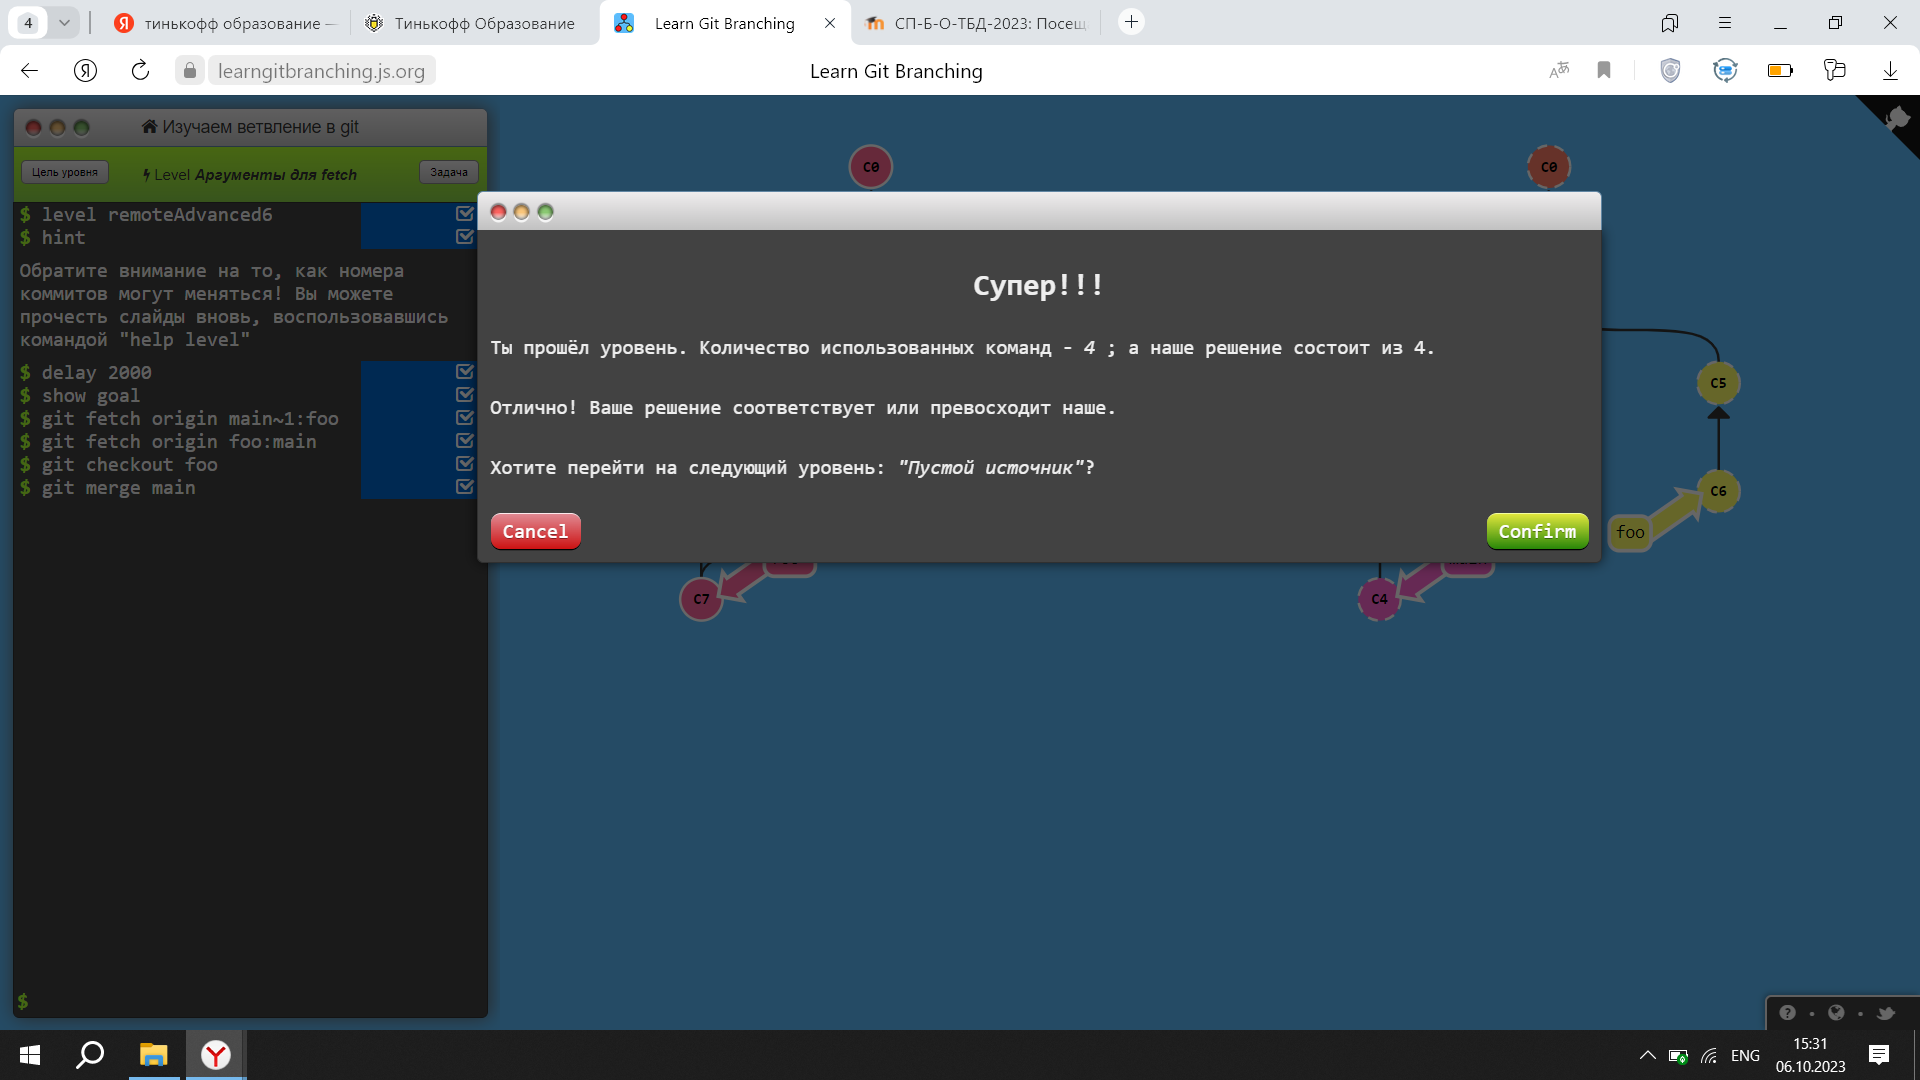 4
тинькофф образование —
Тинькофф Образование
Learn Git Branching
СП-Б-О-ТБД-2023: Посещ
learngitbranching.js.org
Learn Git Branching
Изучаем ветвление в git
Цель уровня
Level Аргументы для fetch
Задача
$ level remoteAdvanced6
$ hint
Обратите внимание на то, как номера
коммитов могут меняться! Вы можете
прочесть слайды вновь, воспользовавшись
командой "help level"
$ delay 2000
$ show goal
$ git fetch origin main~1:foo
$ git fetch origin foo:main
$ git checkout foo
$ git merge main
$
C0
C0
Супер!!!
Ты прошёл уровень. Количество использованных команд - 4 ; а наше решение состоит из 4.
Отлично! Ваше решение соответствует или превосходит наше.
Хотите перейти на следующий уровень: "Пустой источник"?
Cancel
Confirm
C5
C6
foo
C7
C4
ENG
15:31
06.10.2023